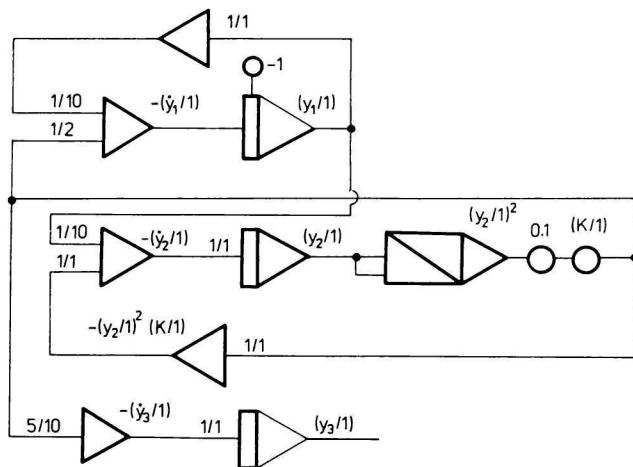 1/1
-1
1/10
-(ẏ₁/1)
(y₁/1)
1/2
(y₂/1)²
1/10
-(ẏ₂/1)
1/1
(y₂/1)
0.1
(K/1)
1/1
-(y₂/1)² (K/1)
1/1
5/10
-(ẏ₃/1)
1/1
(y₃/1)